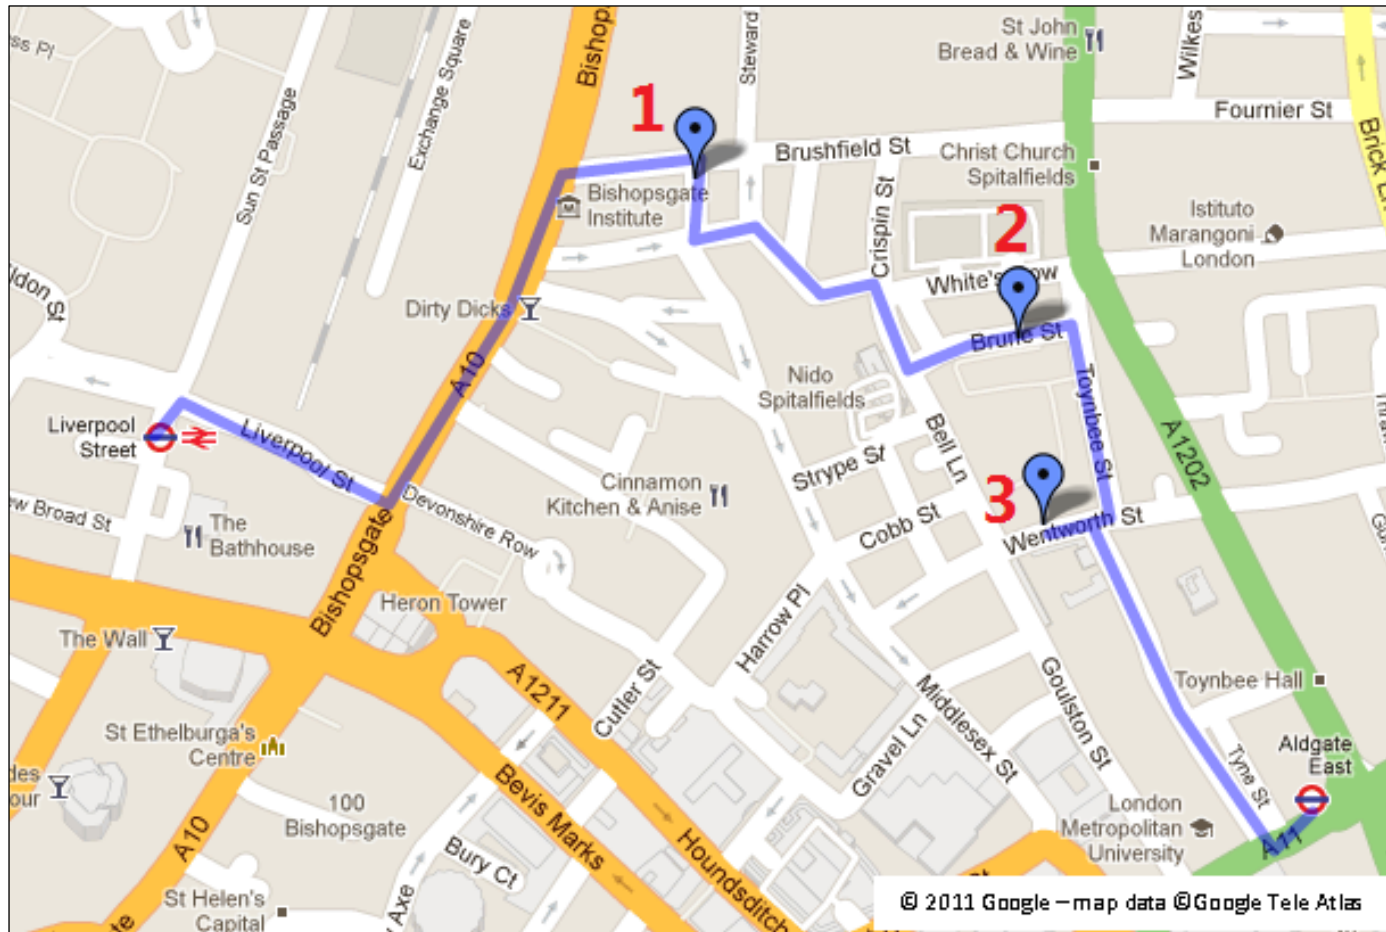 Bishops
Steward
St John
Bread & Wine
Wilkes
Fournier St
Brick L
Exchange Square
Sun St Passage
1
Brushfield St
Christ Church
Spitalfields
Bishopsgate
Institute
Crispin St
2
Istituto
Marangoni
London
White's Row
Dirty Dicks
Brune St
A10
Nido
Spitalfields
Toynbee St
Liverpool
Street
Liverpool St
Bell Ln
A1202
Strype St
3
Cinnamon
Kitchen & Anise
Devonshire Row
ew Broad St
The
Bathhouse
Cobb St
Wentworth St
Bishopsgate
Heron Tower
The Wall
Harrow Pl
A1211
Cutler St
Middlesex St
Goulston St
Toynbee Hall
St Ethelburga's
Centre
Gravel Ln
Tyne St
Aldgate
East
des
our
100
Bishopsgate
Bevis Marks
London
Metropolitan
University
A10
A11
Houndsditch
Bury Ct
St Helen's
Capital
Axe
© 2011 Google – map data ©Google Tele Atlas